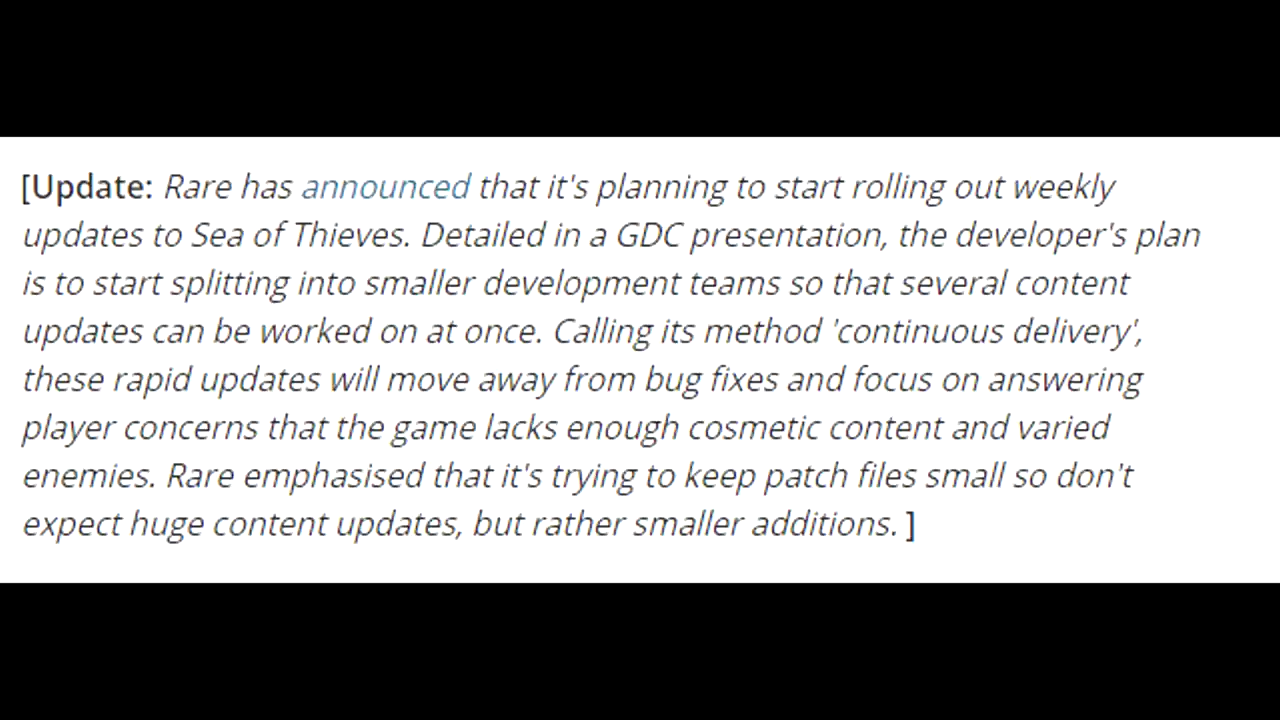 [Update: Rare has announced that it's planning to start rolling out weekly
updates to Sea of Thieves. Detailed in a GDC presentation, the developer's plan
is to start splitting into smaller development teams so that several content
updates can be worked on at once. Calling its method 'continuous delivery',
these rapid updates will move away from bug fixes and focus on answering
player concerns that the game lacks enough cosmetic content and varied
enemies. Rare emphasised that it's trying to keep patch files small so don't
expect huge content updates, but rather smaller additions. ]